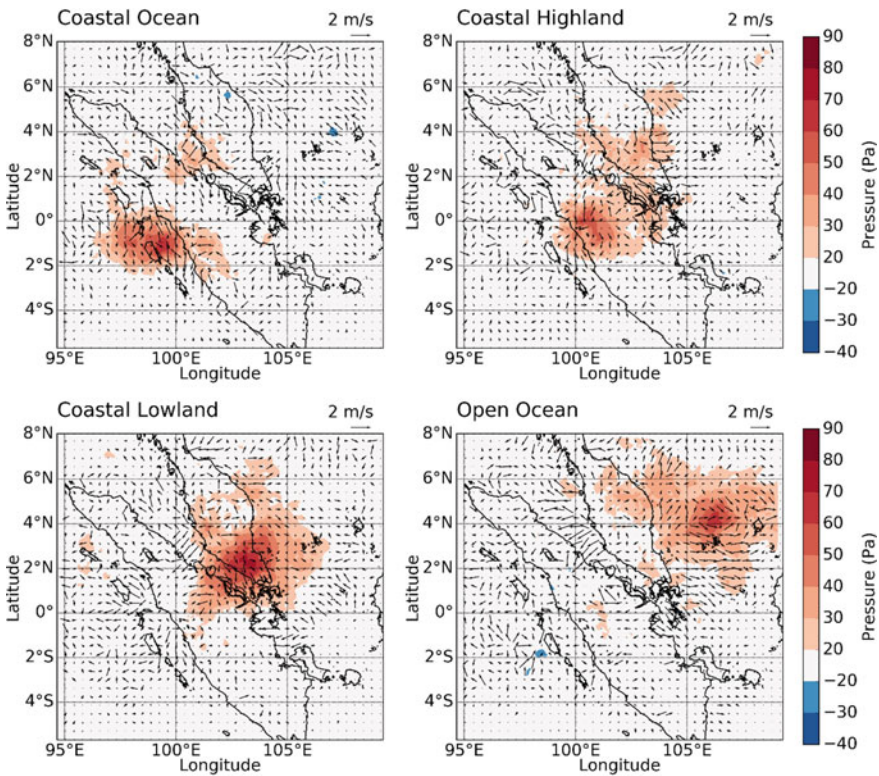 Coastal Ocean
2 m/s
8°N
6°N
4°N
2°N
0°
2°S
4°S
Latitude
95°E
100°E
105°E
Longitude
Coastal Highland
2 m/s
8°N
6°N
4°N
2°N
0°
2°S
4°S
Latitude
95°E
100°E
105°E
Longitude
90
80
70
60
50
40
30
20
−20
−30
−40
Pressure (Pa)
Coastal Lowland
2 m/s
8°N
6°N
4°N
2°N
0°
2°S
4°S
Latitude
95°E
100°E
105°E
Longitude
Open Ocean
2 m/s
8°N
6°N
4°N
2°N
0°
2°S
4°S
Latitude
95°E
100°E
105°E
Longitude
90
80
70
60
50
40
30
20
−20
−30
−40
Pressure (Pa)